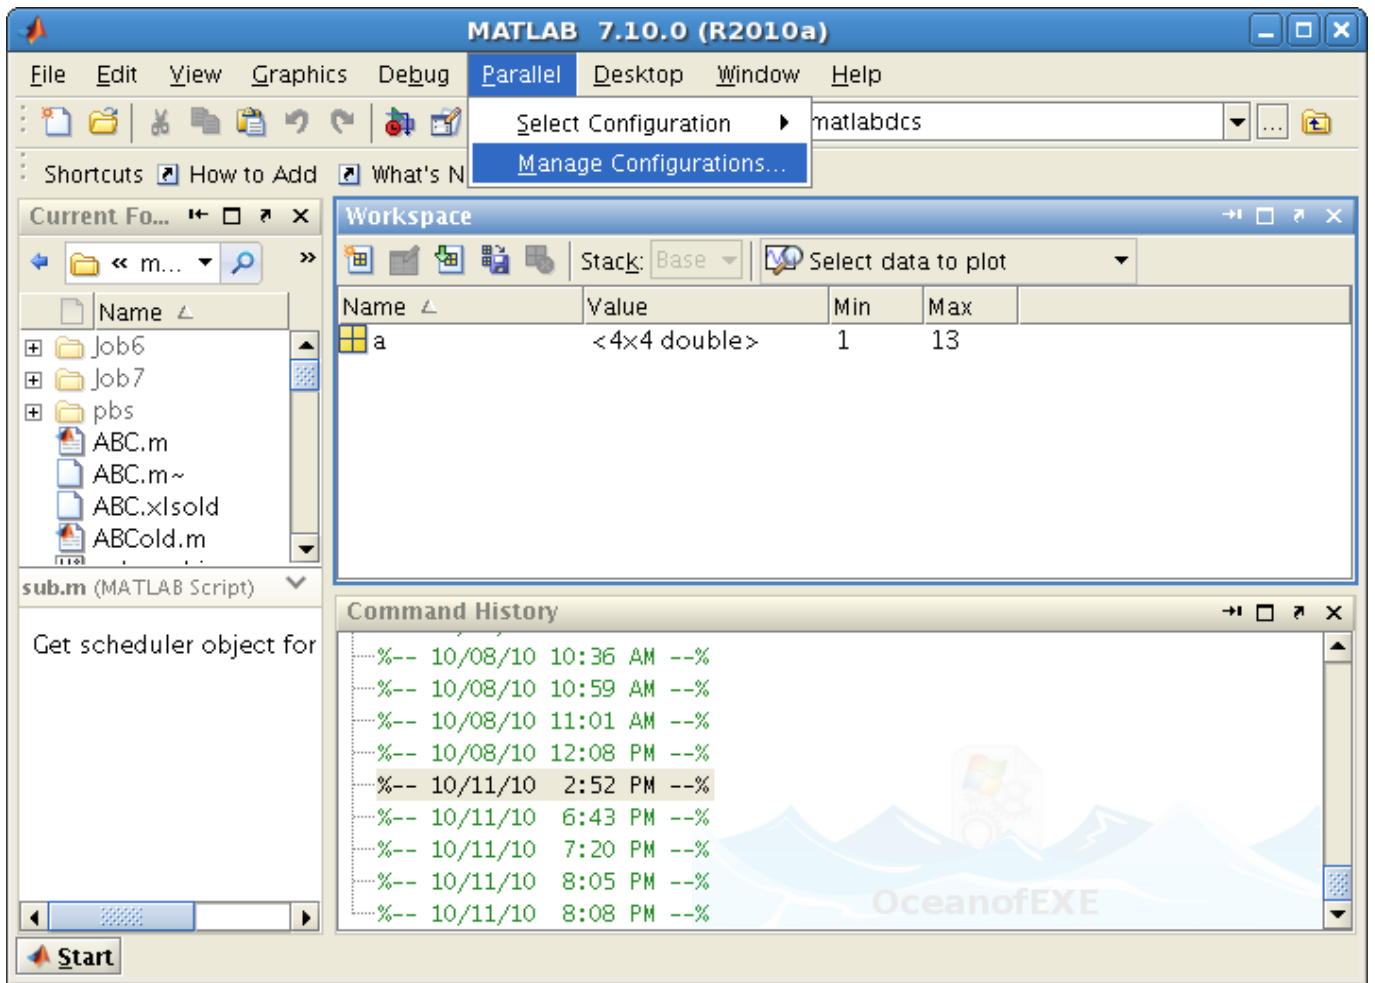 MATLAB 7.10.0 (R2010a)
File Edit View Graphics Debug Parallel Desktop Window Help
Select Configuration
matlabdcs
...
Manage Configurations...
Shortcuts How to Add What's N
Current Fo...
« m...
»
Name
Job6
Job7
pbs
ABC.m
ABC.m~
ABC.xlsold
ABCold.m
sub.m (MATLAB Script)
Get scheduler object for
Workspace
Stack: Base Select data to plot
Name Value Min Max
a <4x4 double> 1 13
Command History
%-- 10/08/10 10:36 AM --%
%-- 10/08/10 10:59 AM --%
%-- 10/08/10 11:01 AM --%
%-- 10/08/10 12:08 PM --%
%-- 10/11/10 2:52 PM --%
%-- 10/11/10 6:43 PM --%
%-- 10/11/10 7:20 PM --%
%-- 10/11/10 8:05 PM --%
%-- 10/11/10 8:08 PM --%
OceanofEXE
Start